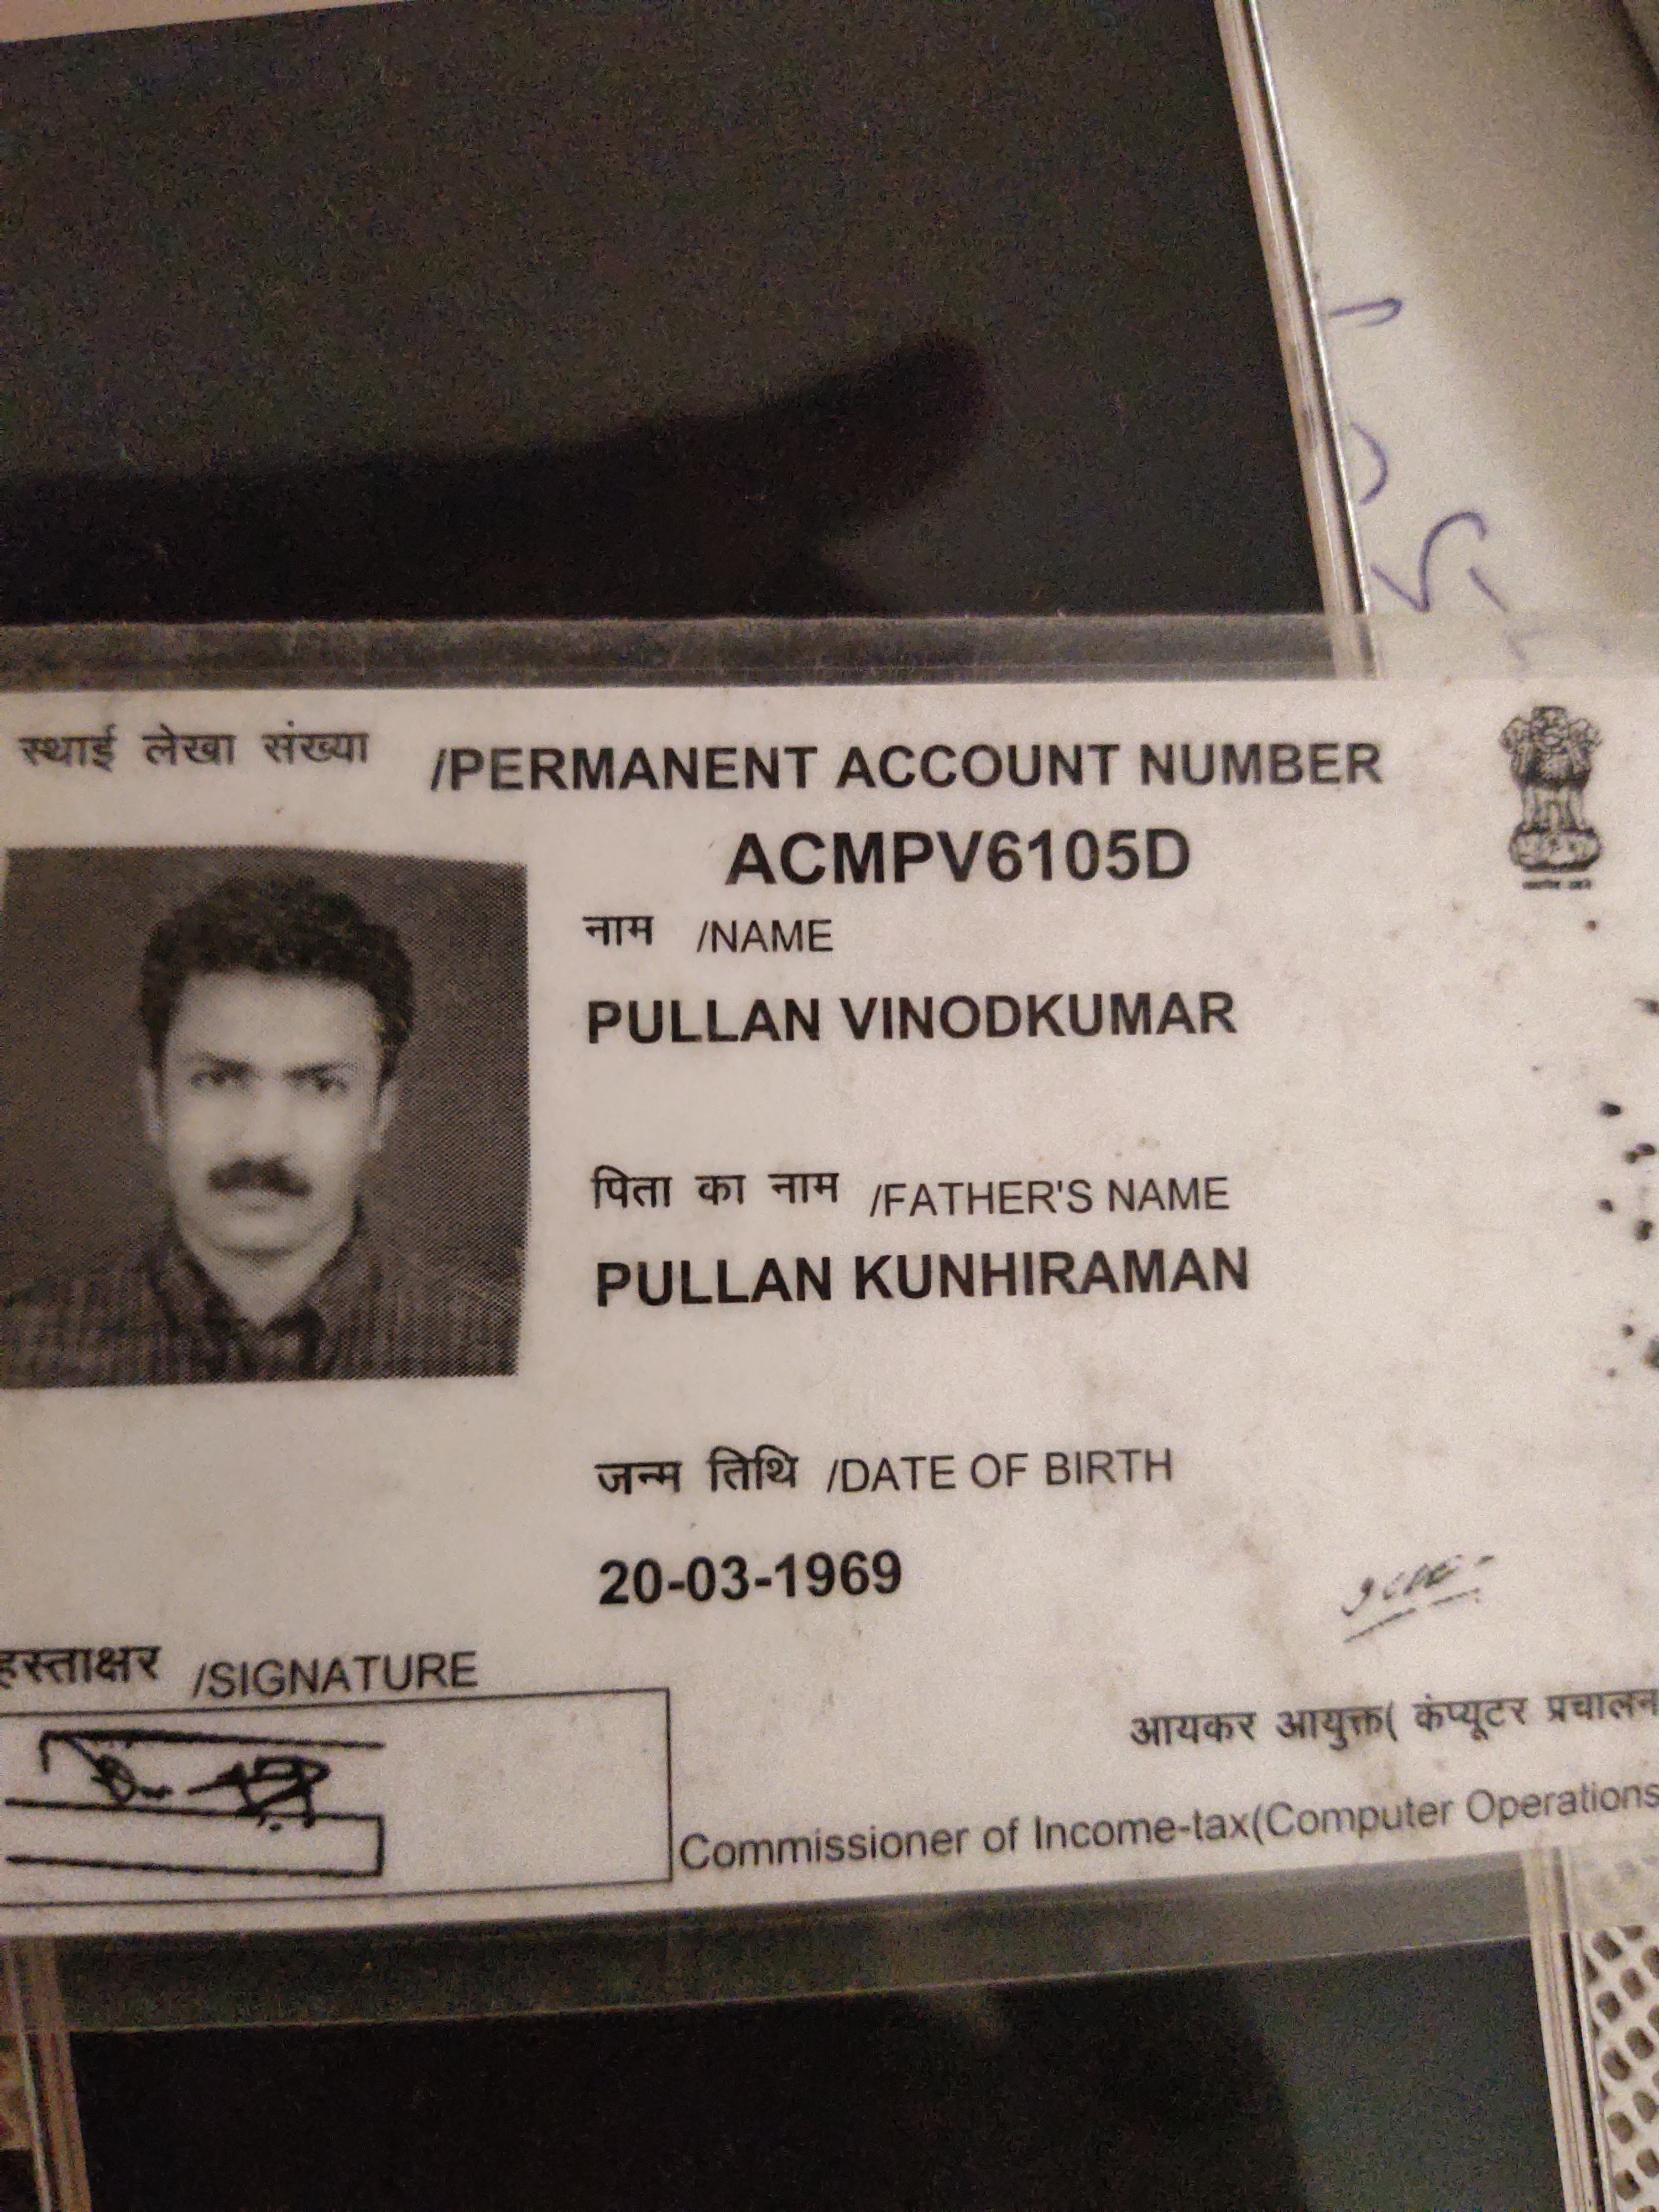 स्थाई लेखा संख्या /PERMANENT ACCOUNT NUMBER
ACMPV6105D
नाम /NAME
PULLAN VINODKUMAR
पिता का नाम /FATHER'S NAME
PULLAN KUNHIRAMAN
जन्म तिथि /DATE OF BIRTH
20-03-1969
हस्ताक्षर /SIGNATURE
आयकर आयुक्त( कंप्यूटर प्रचालन
Commissioner of Income-tax(Computer Operations